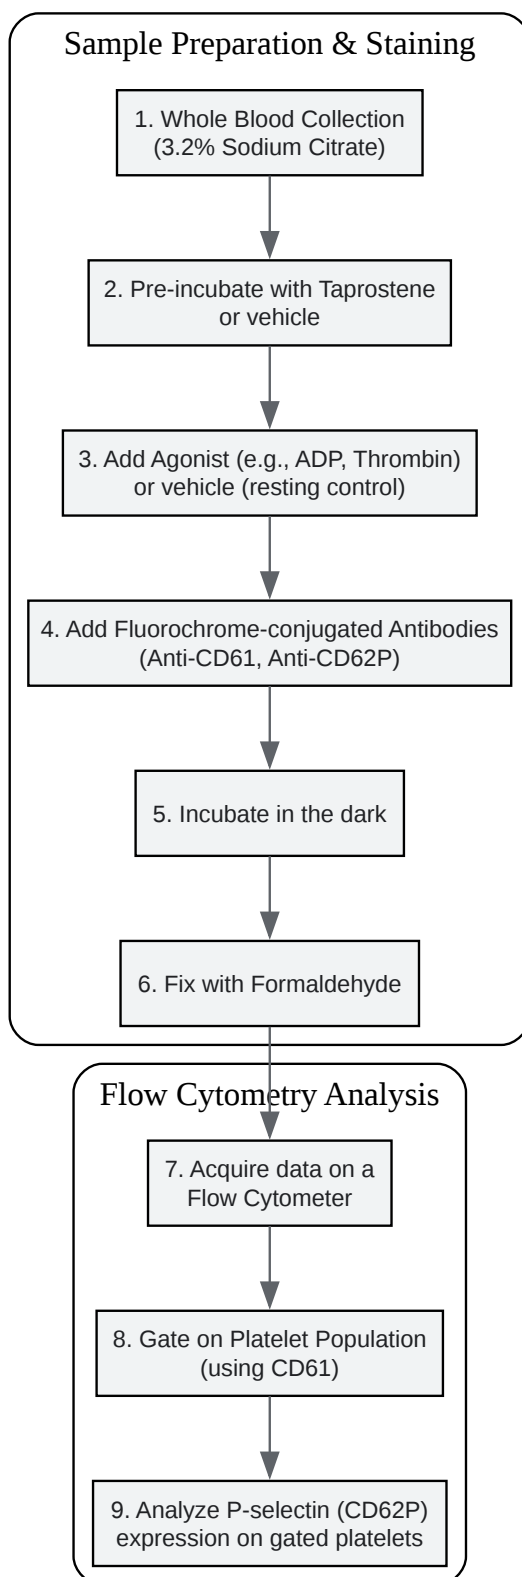 Sample Preparation & Staining
1. Whole Blood Collection
(3.2% Sodium Citrate)
2. Pre-incubate with Taprostene
or vehicle
3. Add Agonist (e.g., ADP, Thrombin)
or vehicle (resting control)
4. Add Fluorochrome-conjugated Antibodies
(Anti-CD61, Anti-CD62P)
5. Incubate in the dark
6. Fix with Formaldehyde
Flow Cytometry Analysis
7. Acquire data on a
Flow Cytometer
8. Gate on Platelet Population
(using CD61)
9. Analyze P-selectin (CD62P)
expression on gated platelets